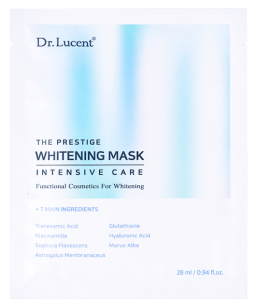 Dr.Lucent®
THE PRESTIGE
WHITENING MASK
INTENSIVE CARE
Functional Cosmetics For Whitening
+ 7 MAIN INGREDIENTS
Tranexamic Acid Glutathione
Niacinamide Hyaluronic Acid
Sophora Flavescens Morus Alba
Astragalus Membranaceus
28 ml / 0.94 fl.oz.